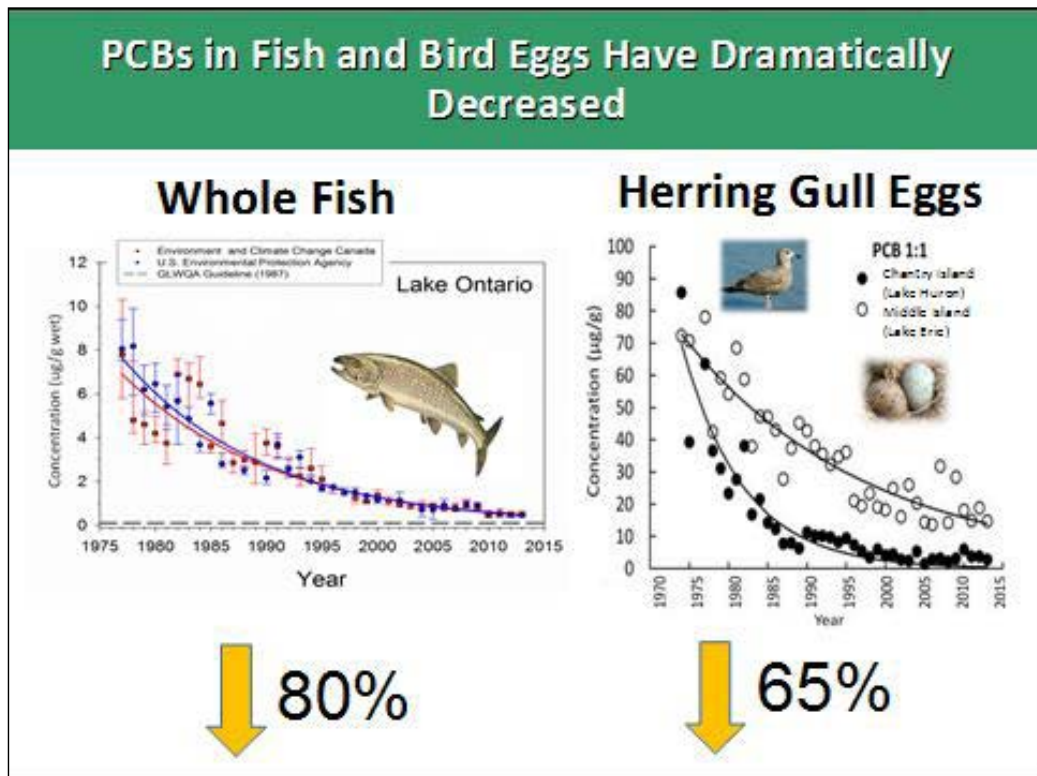 PCBs in Fish and Bird Eggs Have Dramatically
Decreased
Whole Fish
Environment and Climate Change Canada
U.S. Environmental Protection Agency
GLWQA Guideline (1987)
Lake Ontario
Concentration (ug/g wet)
12
10
8
6
4
2
0
1975 1980 1985 1990 1995 2000 2005 2010 2015
Year
80%
Herring Gull Eggs
PCB 1:1
Chantry Island
(Lake Huron)
Middle Island
(Lake Erie)
Concentration (µg/g)
100
90
80
70
60
50
40
30
20
10
0
1970 1975 1980 1985 1990 1995 2000 2005 2010 2015
Year
65%